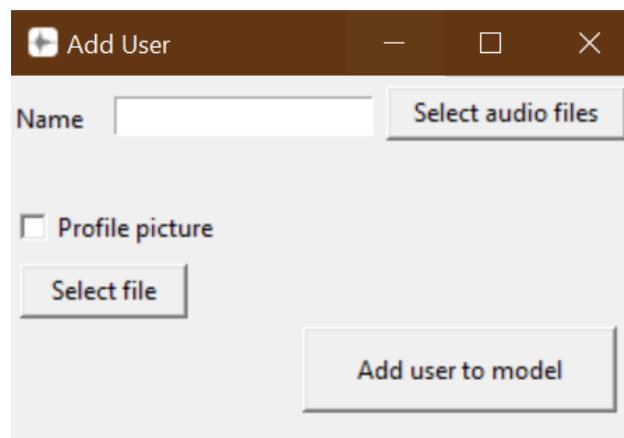 Add User
Name
Select audio files
Profile picture
Select file
Add user to model